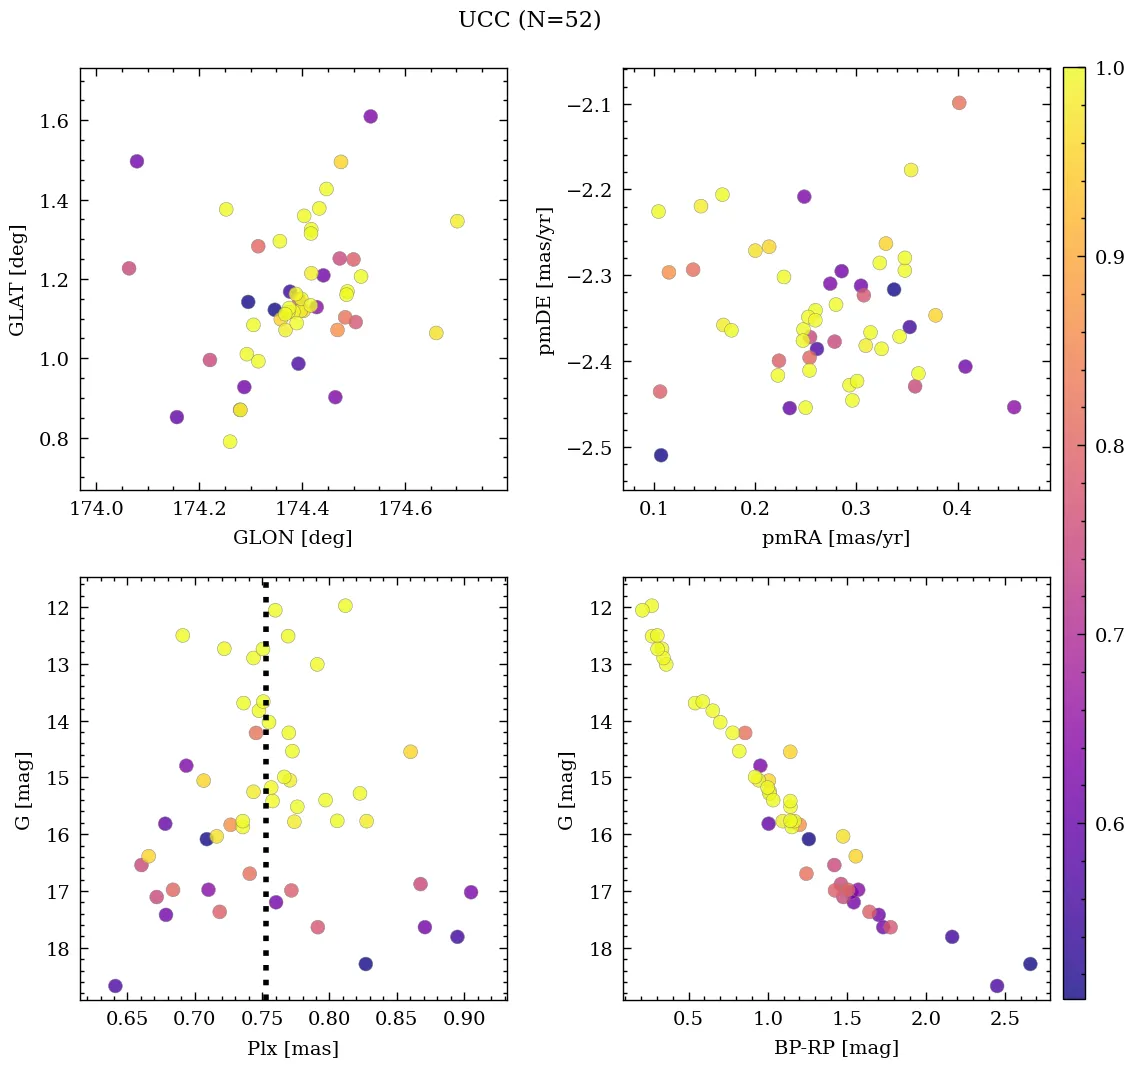 UCC (N=52)
1.6
1.4
1.2
1.0
0.8
GLAT [deg]
174.0 174.2 174.4 174.6
GLON [deg]
−2.1
−2.2
−2.3
−2.4
−2.5
pmDE [mas/yr]
0.1 0.2 0.3 0.4
pmRA [mas/yr]
1.0
0.9
0.8
0.7
0.6
12
13
14
15
16
17
18
G [mag]
0.65 0.70 0.75 0.80 0.85 0.90
Plx [mas]
12
13
14
15
16
17
18
G [mag]
0.5 1.0 1.5 2.0 2.5
BP-RP [mag]